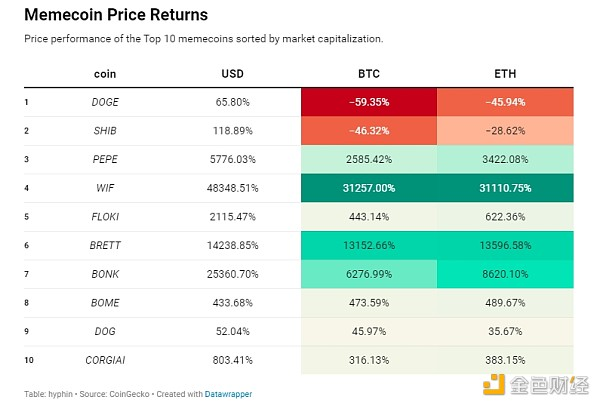 Memecoin Price Returns
Price performance of the Top 10 memecoins sorted by market capitalization.
coin USD BTC ETH
1 DOGE 65.80% −59.35% −45.94%
2 SHIB 118.89% −46.32% −28.62%
3 PEPE 5776.03% 2585.42% 3422.08%
4 WIF 48348.51% 31257.00% 31110.75%
5 FLOKI 2115.47% 443.14% 622.36%
6 BRETT 14238.85% 13152.66% 13596.58%
7 BONK 25360.70% 6276.99% 8620.10%
8 BOME 433.68% 473.59% 489.67%
9 DOG 52.04% 45.97% 35.67%
10 CORGIAI 803.41% 316.13% 383.15%
Table: hyphin • Source: CoinGecko • Created with Datawrapper
金色财经